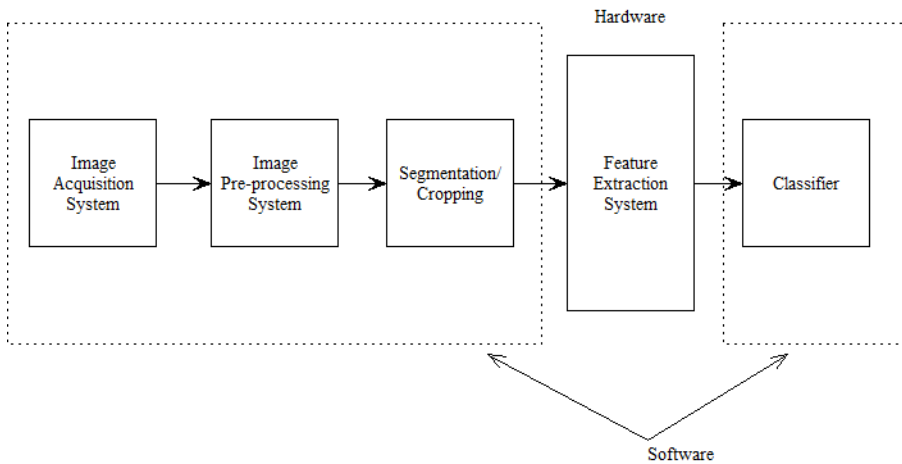 Hardware
Image
Acquisition
System
Image
Pre-processing
System
Segmentation/
Cropping
Feature
Extraction
System
Classifier
Software